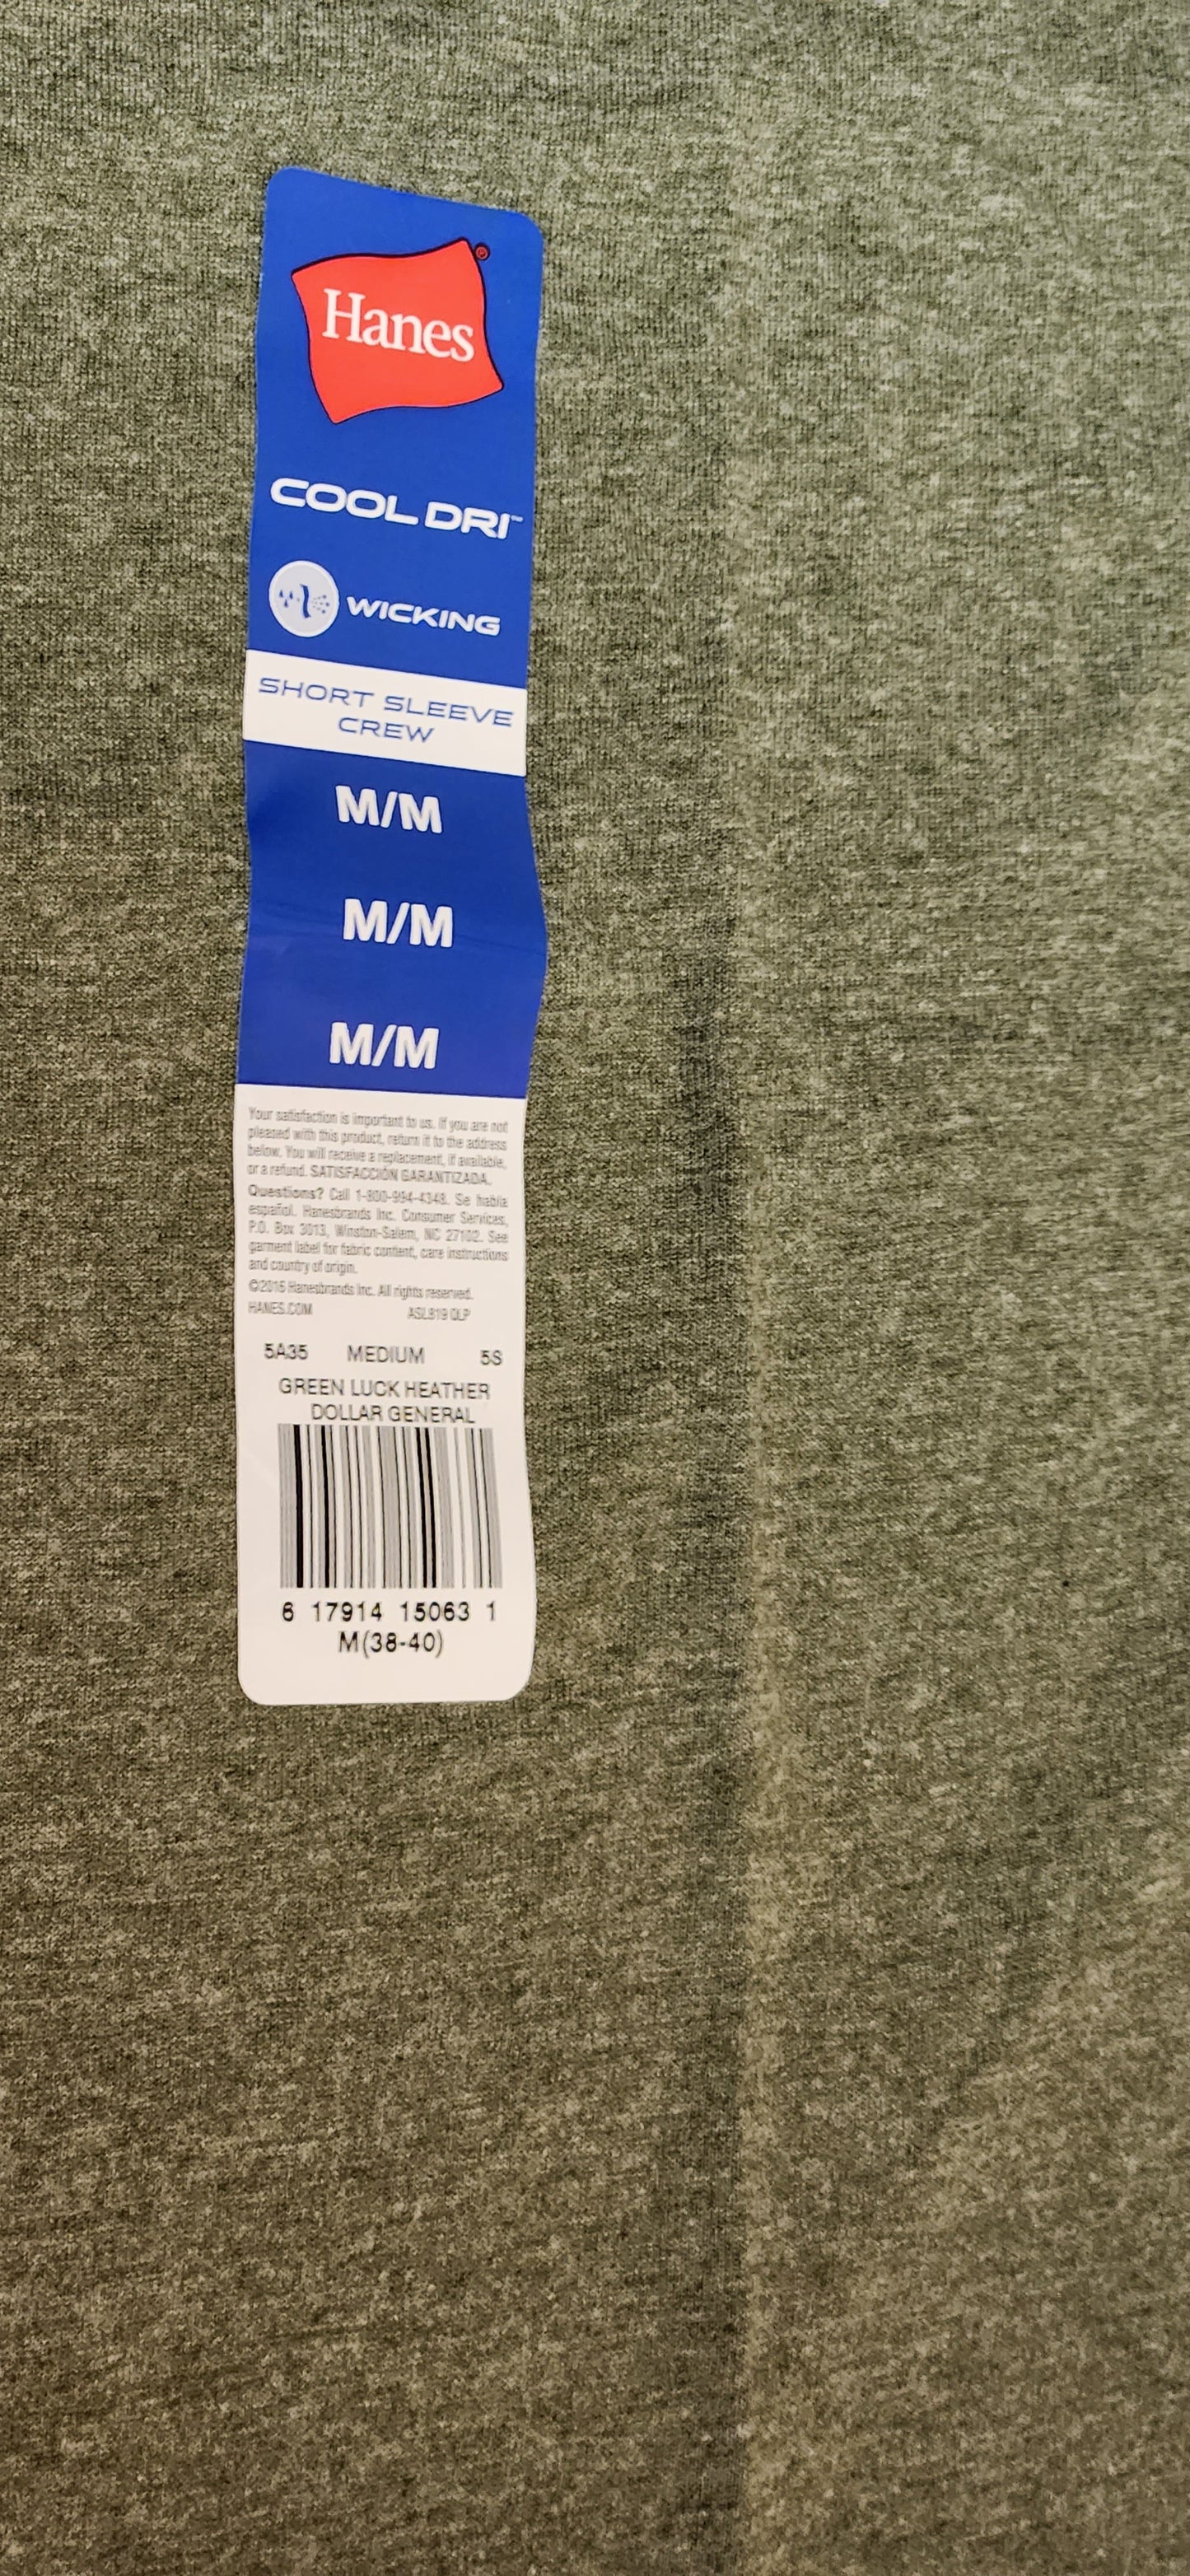 Hanes®
COOL DRI™
WICKING
SHORT SLEEVE
CREW
M/M
M/M
M/M
Your satisfaction is important to us. If you are not
pleased with this product, return it to the address
below. You will receive a replacement, if available,
or a refund. SATISFACCIÓN GARANTIZADA.
Questions? Call 1-800-994-4348. Se habla
español. Hanesbrands Inc. Consumer Services,
P.O. Box 3013, Winston-Salem, NC 27102. See
garment label for fabric content, care instructions
and country of origin.
©2016 Hanesbrands Inc. All rights reserved.
HANES.COM ASL819 QLP
5A35 MEDIUM 5S
GREEN LUCK HEATHER
DOLLAR GENERAL
6 17914 15063 1
M(38-40)